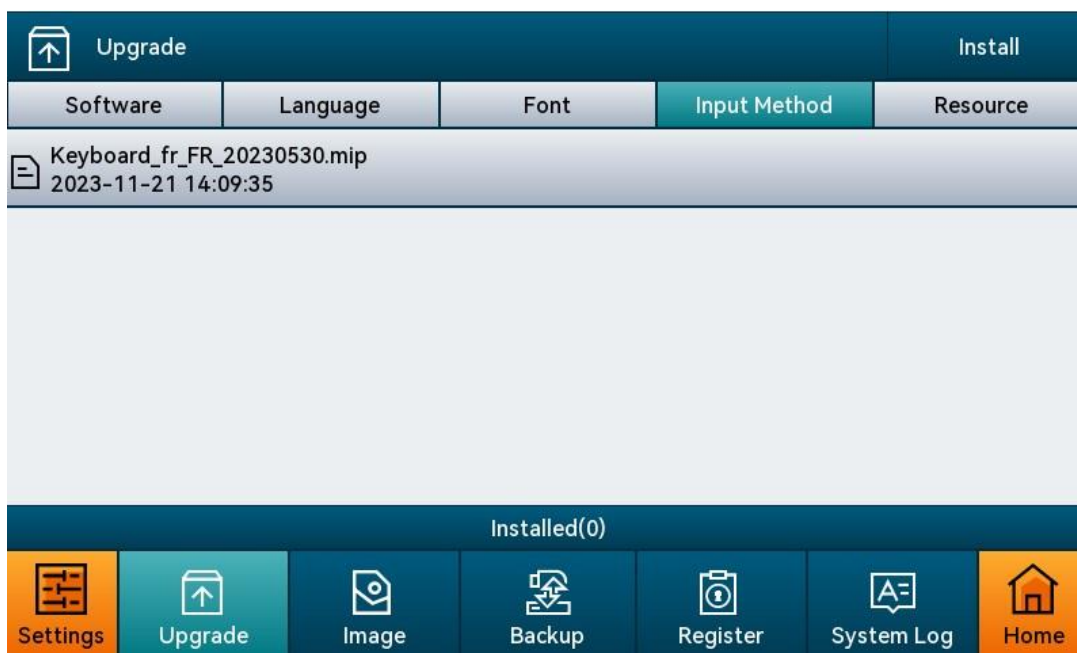 Upgrade
Install
Software
Language
Font
Input Method
Resource
Keyboard_fr_FR_20230530.mip
2023-11-21 14:09:35
Installed(0)
Settings
Upgrade
Image
Backup
Register
System Log
Home